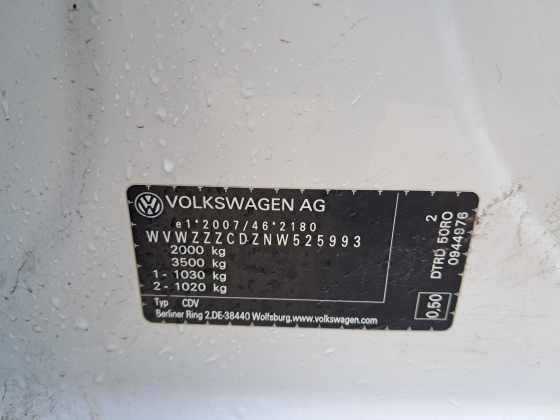 VOLKSWAGEN AG
e1*2007/46*2180
WVWZZZCDZNW525993
2000 kg
3500 kg
1 - 1030 kg
2 - 1020 kg
Typ CDV
Berliner Ring 2,DE-38440 Wolfsburg,www.volkswagen.com
2
DTRD 50RO
0944976
0.50